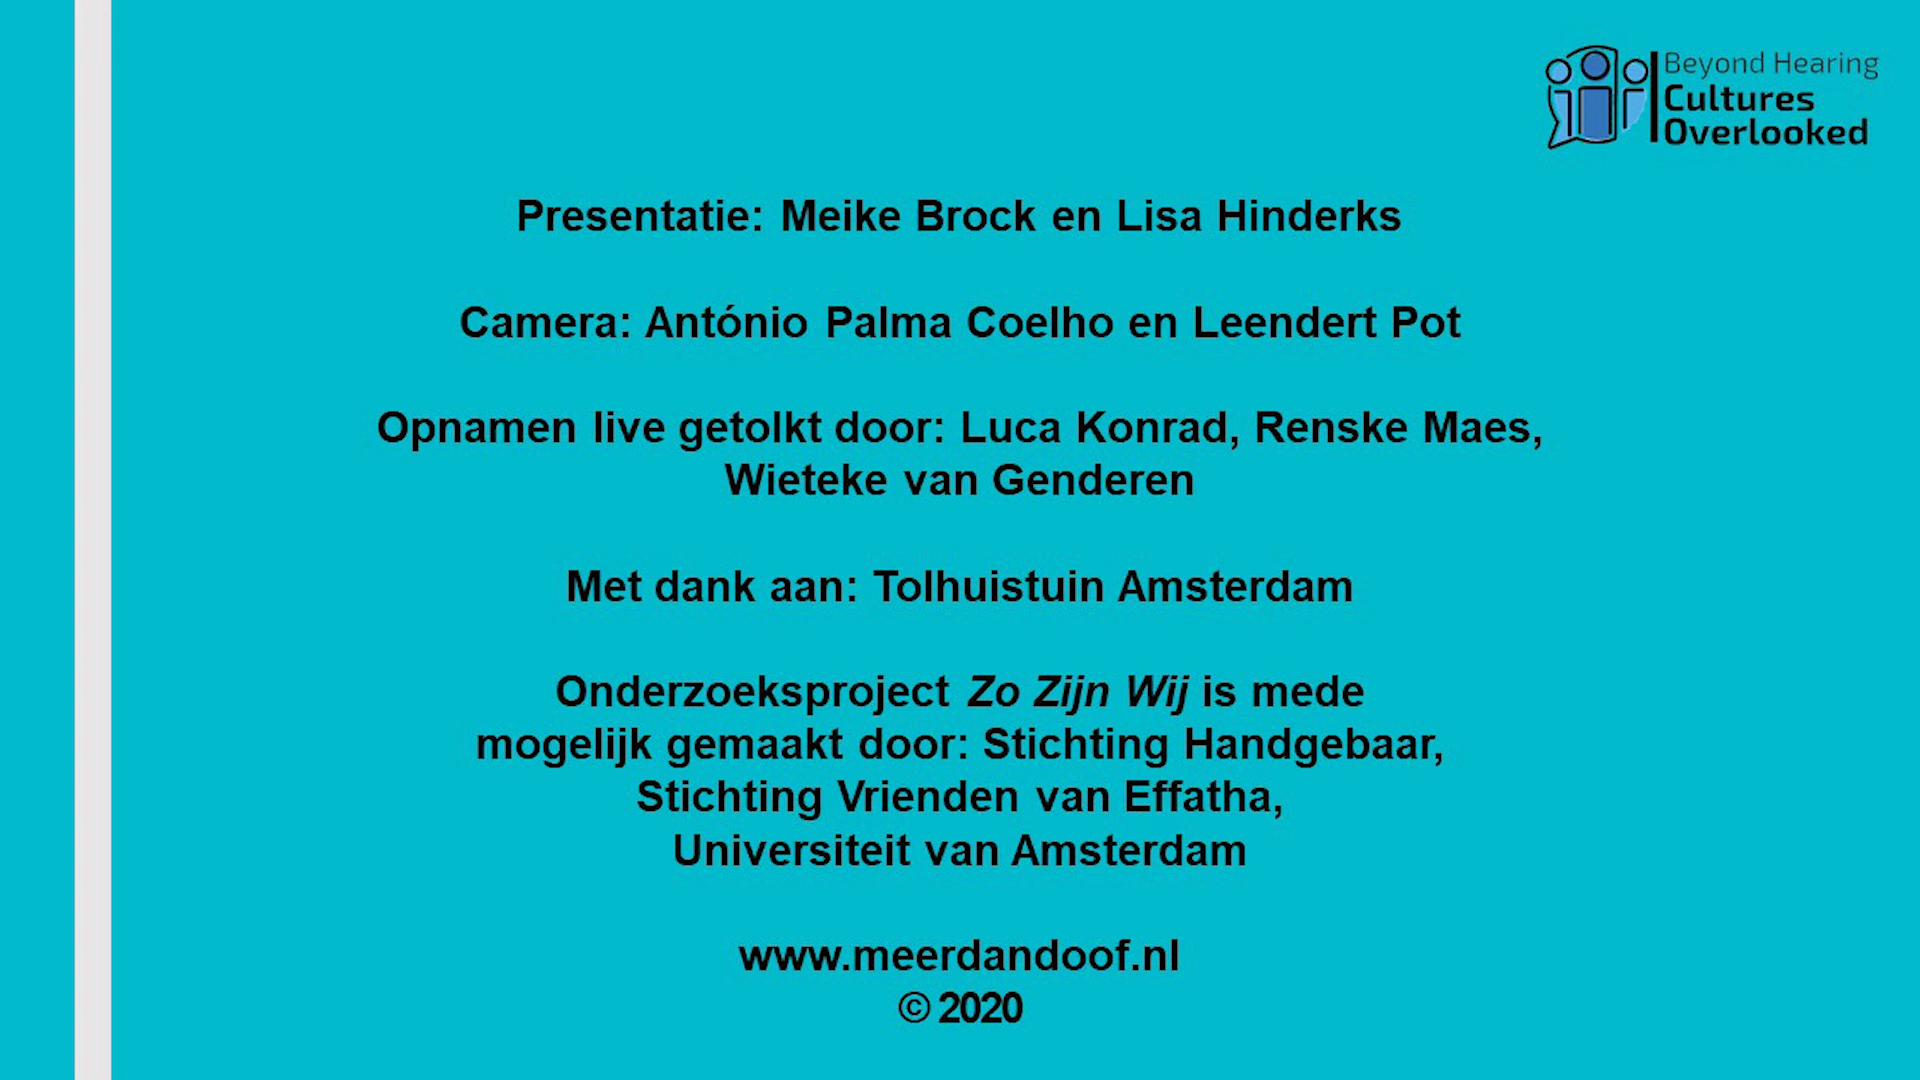 Beyond Hearing
Cultures
Overlooked
Presentatie: Meike Brock en Lisa Hinderks
Camera: António Palma Coelho en Leendert Pot
Opnamen live getolkt door: Luca Konrad, Renske Maes,
Wieteke van Genderen
Met dank aan: Tolhuistuin Amsterdam
Onderzoeksproject Zo Zijn Wij is mede
mogelijk gemaakt door: Stichting Handgebaar,
Stichting Vrienden van Effatha,
Universiteit van Amsterdam
www.meerdandoof.nl
© 2020